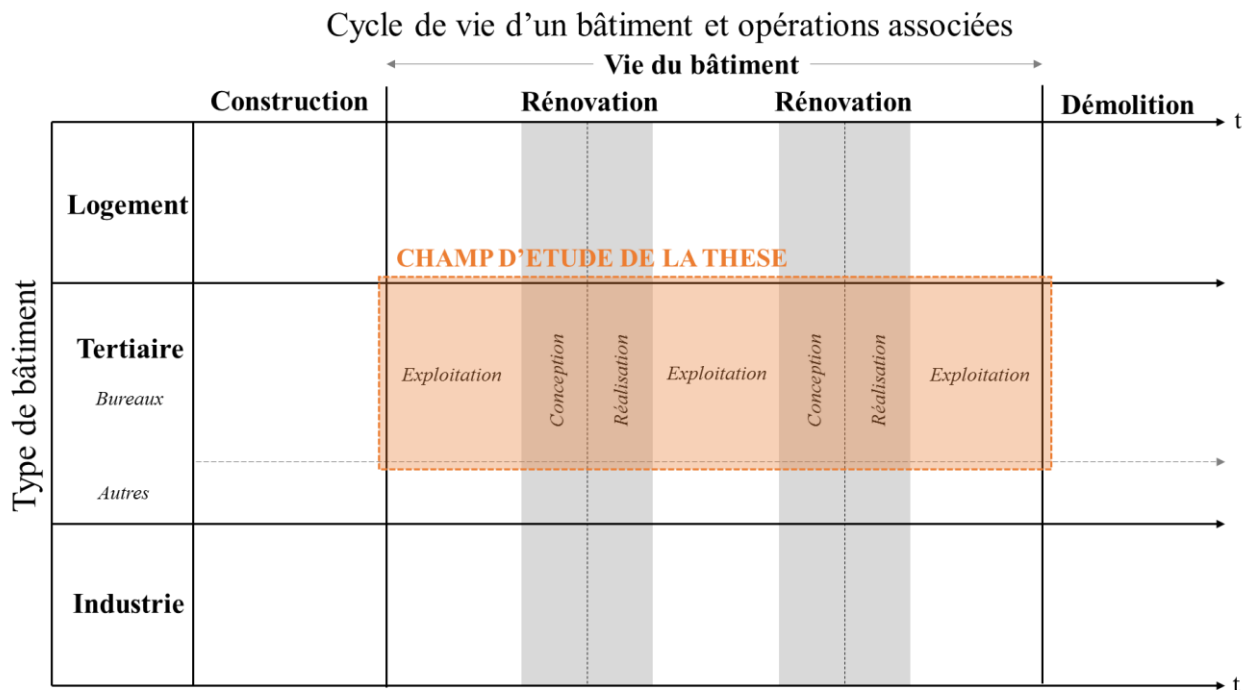 Cycle de vie d’un bâtiment et opérations associées
Vie du bâtiment
Construction
Rénovation
Rénovation
Démolition
t
Type de bâtiment
Logement
CHAMP D’ETUDE DE LA THESE
Tertiaire
Bureaux
Exploitation
Conception
Réalisation
Exploitation
Conception
Réalisation
Exploitation
Autres
Industrie
t